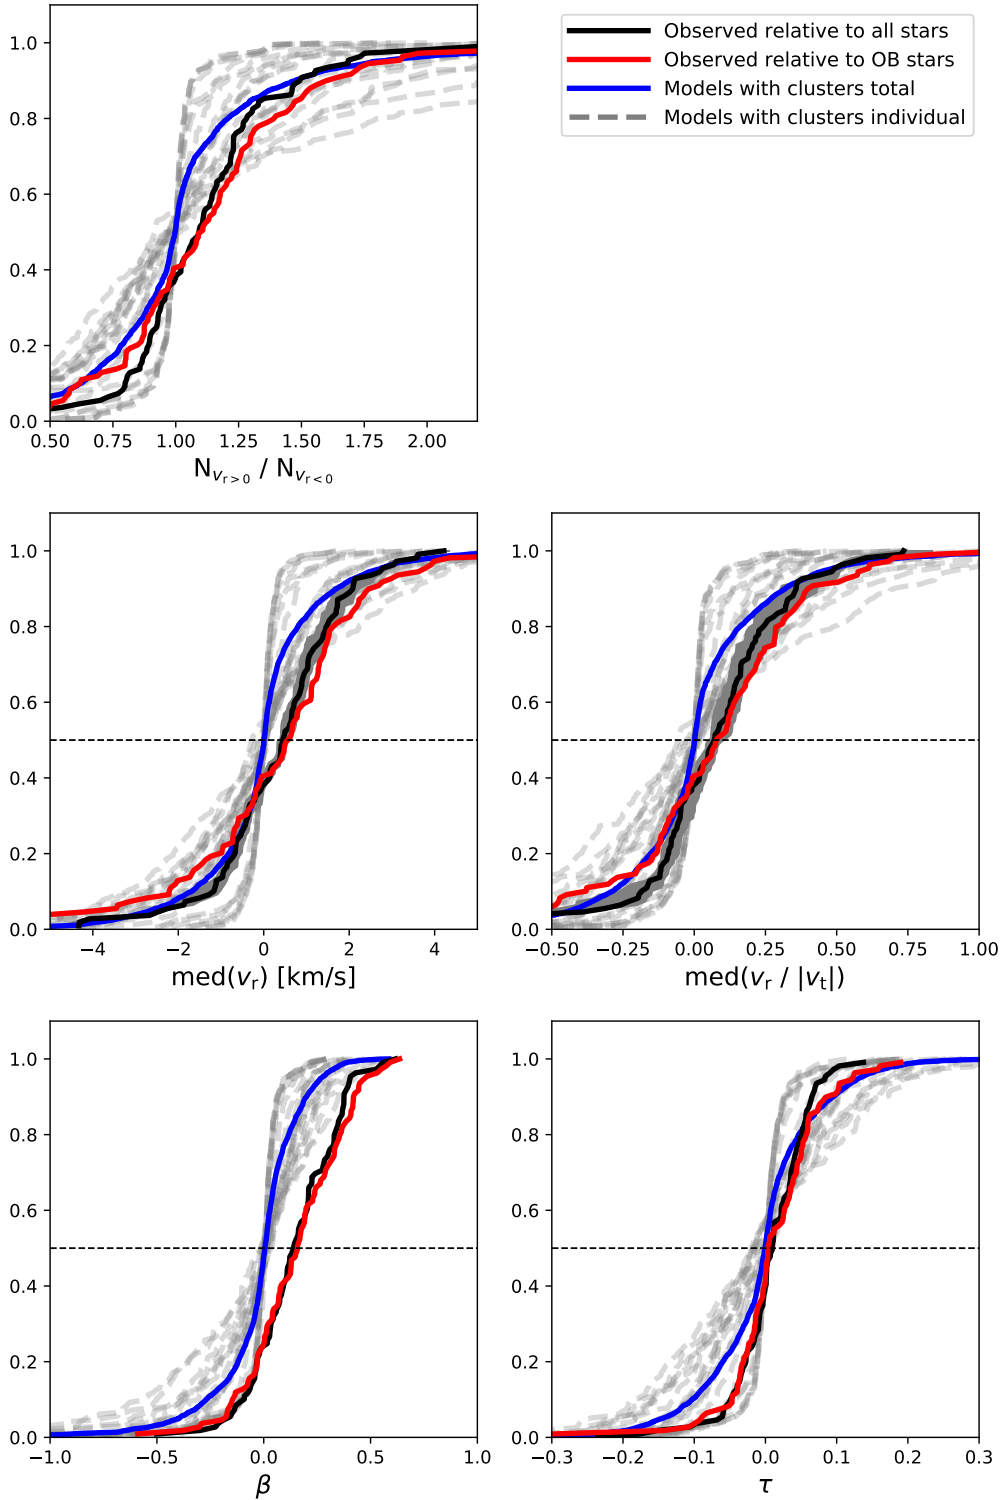 Observed relative to all stars
Observed relative to OB stars
Models with clusters total
Models with clusters individual
1.0
0.8
0.6
0.4
0.2
0.0
0.50 0.75 1.00 1.25 1.50 1.75 2.00
N_{v_{r>0}} / N_{v_{r<0}}
1.0
0.8
0.6
0.4
0.2
0.0
−4 −2 0 2 4
med(v_r) [km/s]
1.0
0.8
0.6
0.4
0.2
0.0
−0.50 −0.25 0.00 0.25 0.50 0.75 1.00
med(v_r / |v_t|)
1.0
0.8
0.6
0.4
0.2
0.0
−1.0 −0.5 0.0 0.5 1.0
β
1.0
0.8
0.6
0.4
0.2
0.0
−0.3 −0.2 −0.1 0.0 0.1 0.2 0.3
τ